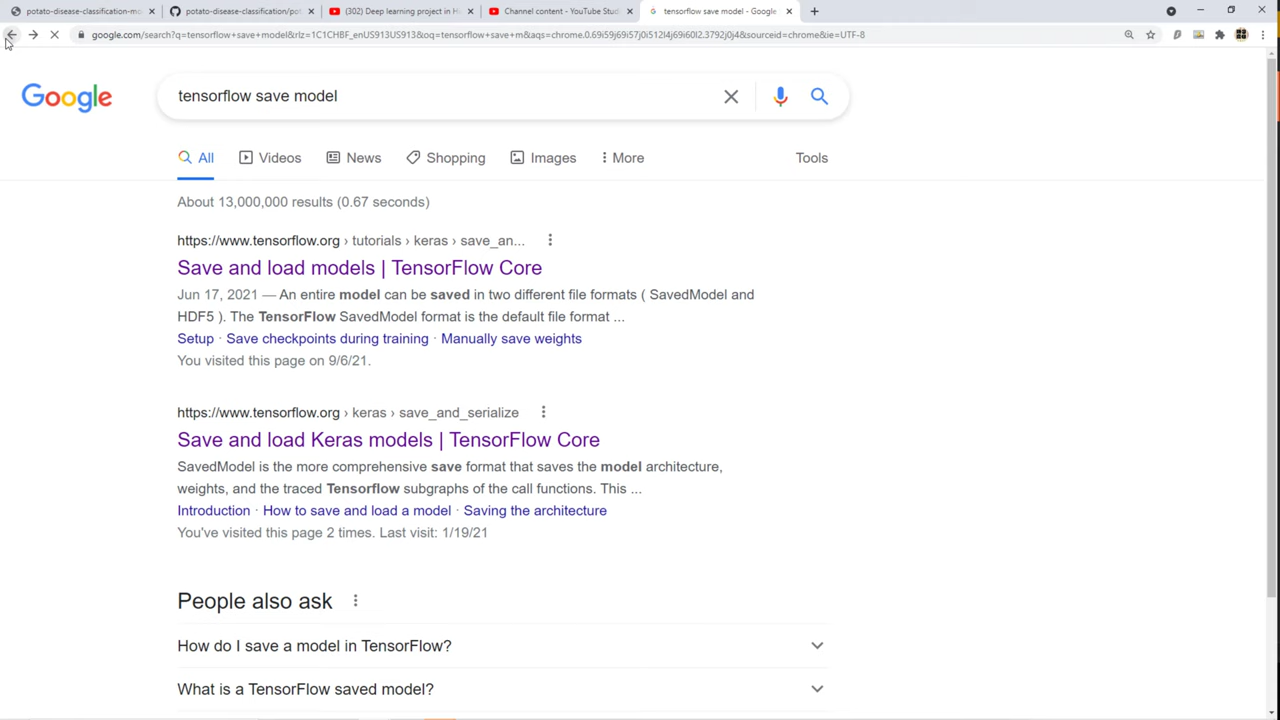 potato-disease-classification-mo
potato-disease-classification/pot
(302) Deep learning project in H
Channel content - YouTube Stud
tensorflow save model - Google
google.com/search?q=tensorflow+save+model&rlz=1C1CHBF_enUS913US913&oq=tensorflow+save+m&aqs=chrome.0.69i59j69i57j0i512l4j69i60l2.3792j0j4&sourceid=chrome&ie=UTF-8
Google
tensorflow save model
All
Videos
News
Shopping
Images
More
Tools
About 13,000,000 results (0.67 seconds)
https://www.tensorflow.org › tutorials › keras › save_an...
Save and load models | TensorFlow Core
Jun 17, 2021 — An entire model can be saved in two different file formats ( SavedModel and
HDF5 ). The TensorFlow SavedModel format is the default file format ...
Setup · Save checkpoints during training · Manually save weights
You visited this page on 9/6/21.
https://www.tensorflow.org › keras › save_and_serialize
Save and load Keras models | TensorFlow Core
SavedModel is the more comprehensive save format that saves the model architecture,
weights, and the traced Tensorflow subgraphs of the call functions. This ...
Introduction · How to save and load a model · Saving the architecture
You've visited this page 2 times. Last visit: 1/19/21
People also ask
How do I save a model in TensorFlow?
What is a TensorFlow saved model?